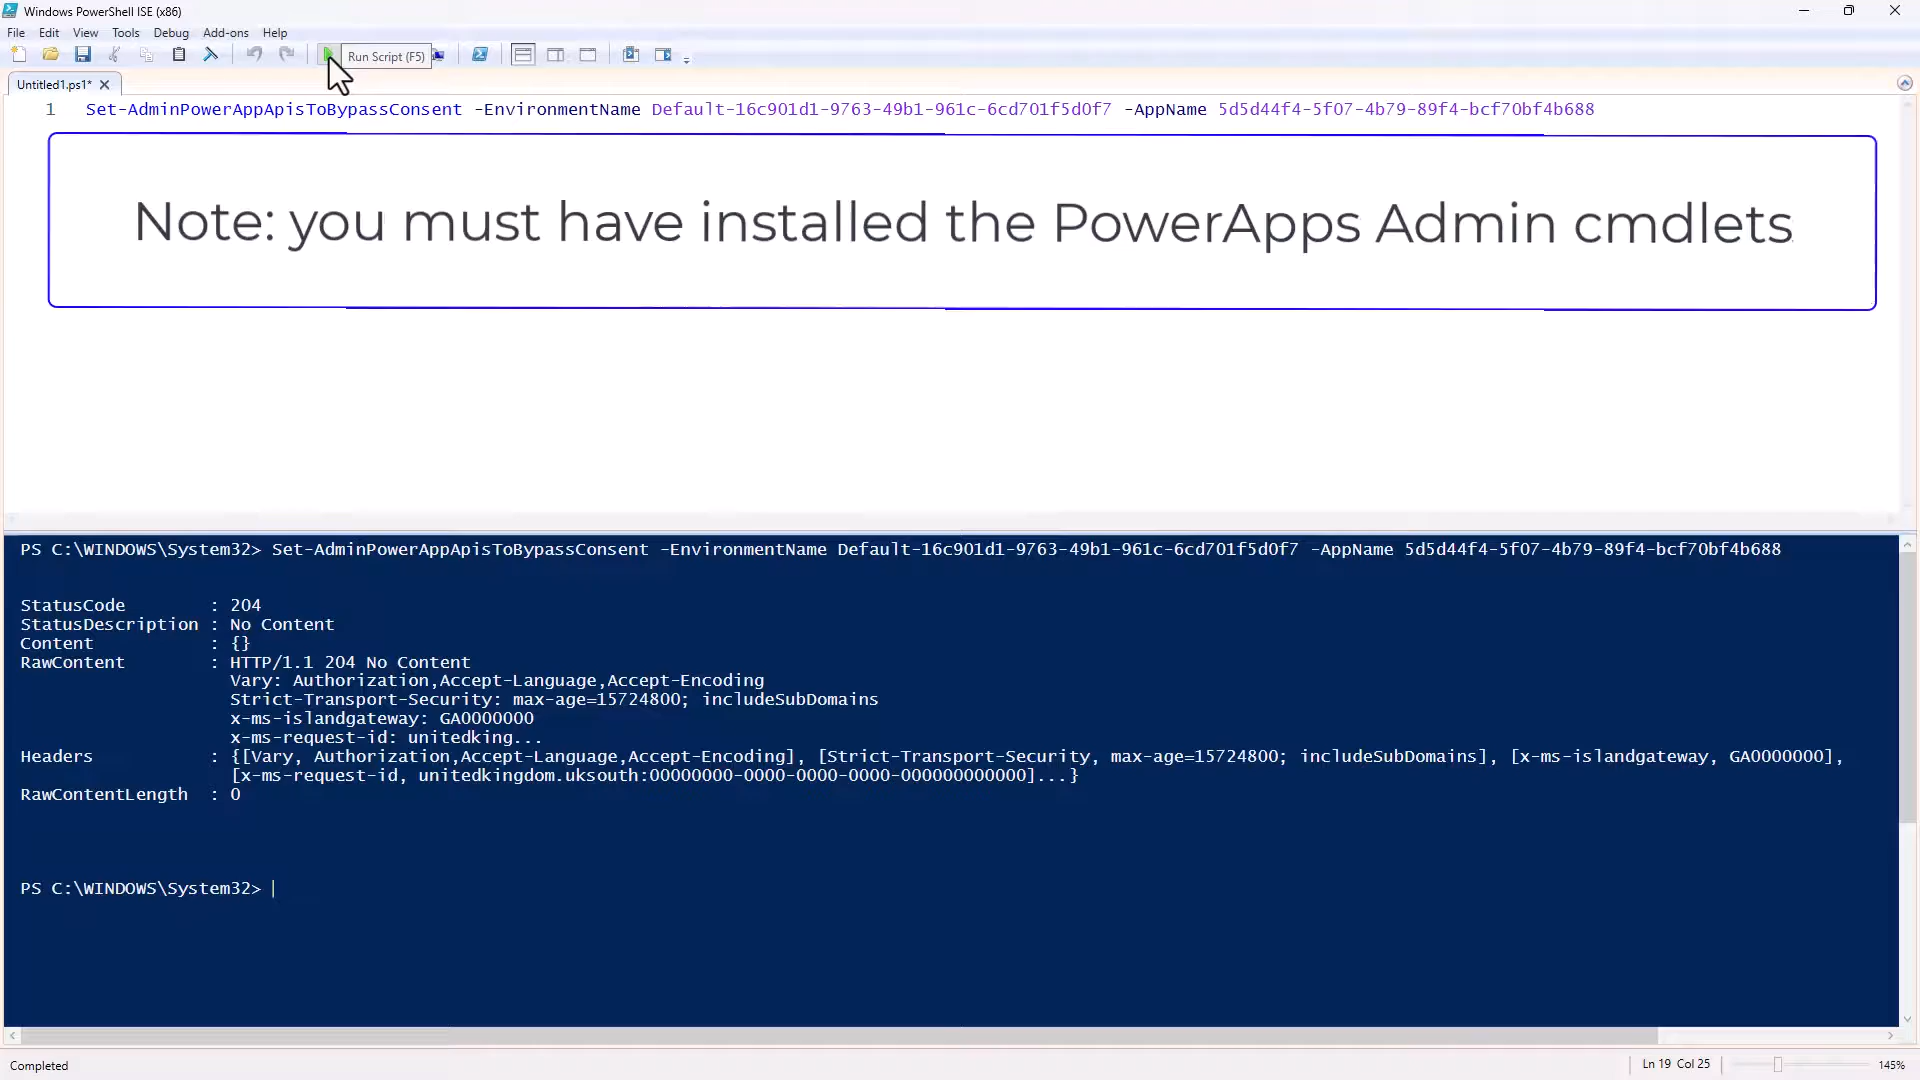 Windows PowerShell ISE (x86)
File Edit View Tools Debug Add-ons Help
Run Script (F5)
Untitled1.ps1*
1 Set-AdminPowerAppApisToBypassConsent -EnvironmentName Default-16c901d1-9763-49b1-961c-6cd701f5d0f7 -AppName 5d5d44f4-5f07-4b79-89f4-bcf70bf4b688
Note: you must have installed the PowerApps Admin cmdlets
PS C:\WINDOWS\System32> Set-AdminPowerAppApisToBypassConsent -EnvironmentName Default-16c901d1-9763-49b1-961c-6cd701f5d0f7 -AppName 5d5d44f4-5f07-4b79-89f4-bcf70bf4b688
StatusCode : 204
StatusDescription : No Content
Content : {}
RawContent : HTTP/1.1 204 No Content
Vary: Authorization,Accept-Language,Accept-Encoding
Strict-Transport-Security: max-age=15724800; includeSubDomains
x-ms-islandgateway: GA0000000
x-ms-request-id: unitedking...
Headers : {[Vary, Authorization,Accept-Language,Accept-Encoding], [Strict-Transport-Security, max-age=15724800; includeSubDomains], [x-ms-islandgateway, GA0000000],
[x-ms-request-id, unitedkingdom.uksouth:00000000-0000-0000-0000-000000000000]...}
RawContentLength : 0
PS C:\WINDOWS\System32>
Completed
Ln 19 Col 25
145%